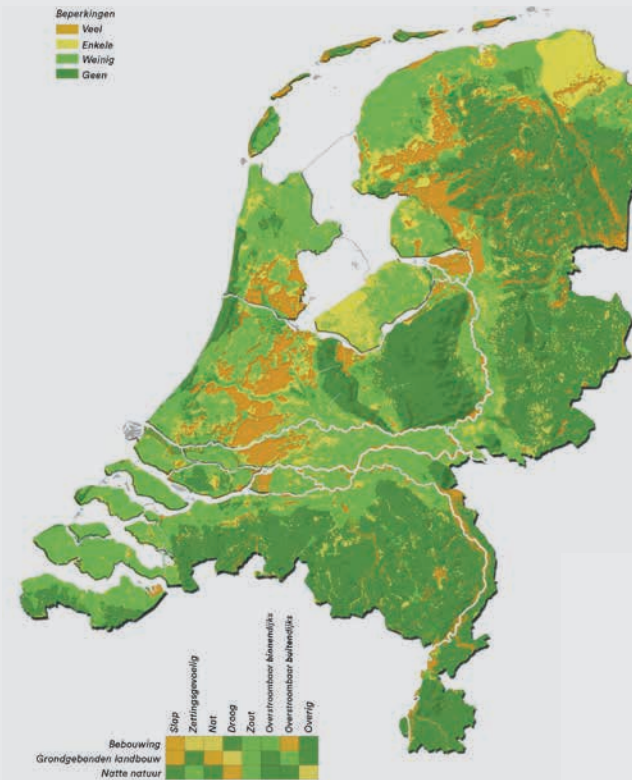 Beperkingen
Veel
Enkele
Weinig
Geen
Slap
Zettingsgevoelig
Nat
Droog
Zout
Overstroombaar binnendijks
Overstroombaar buitendijks
Overig
Bebouwing
Grondgebonden landbouw
Natte natuur